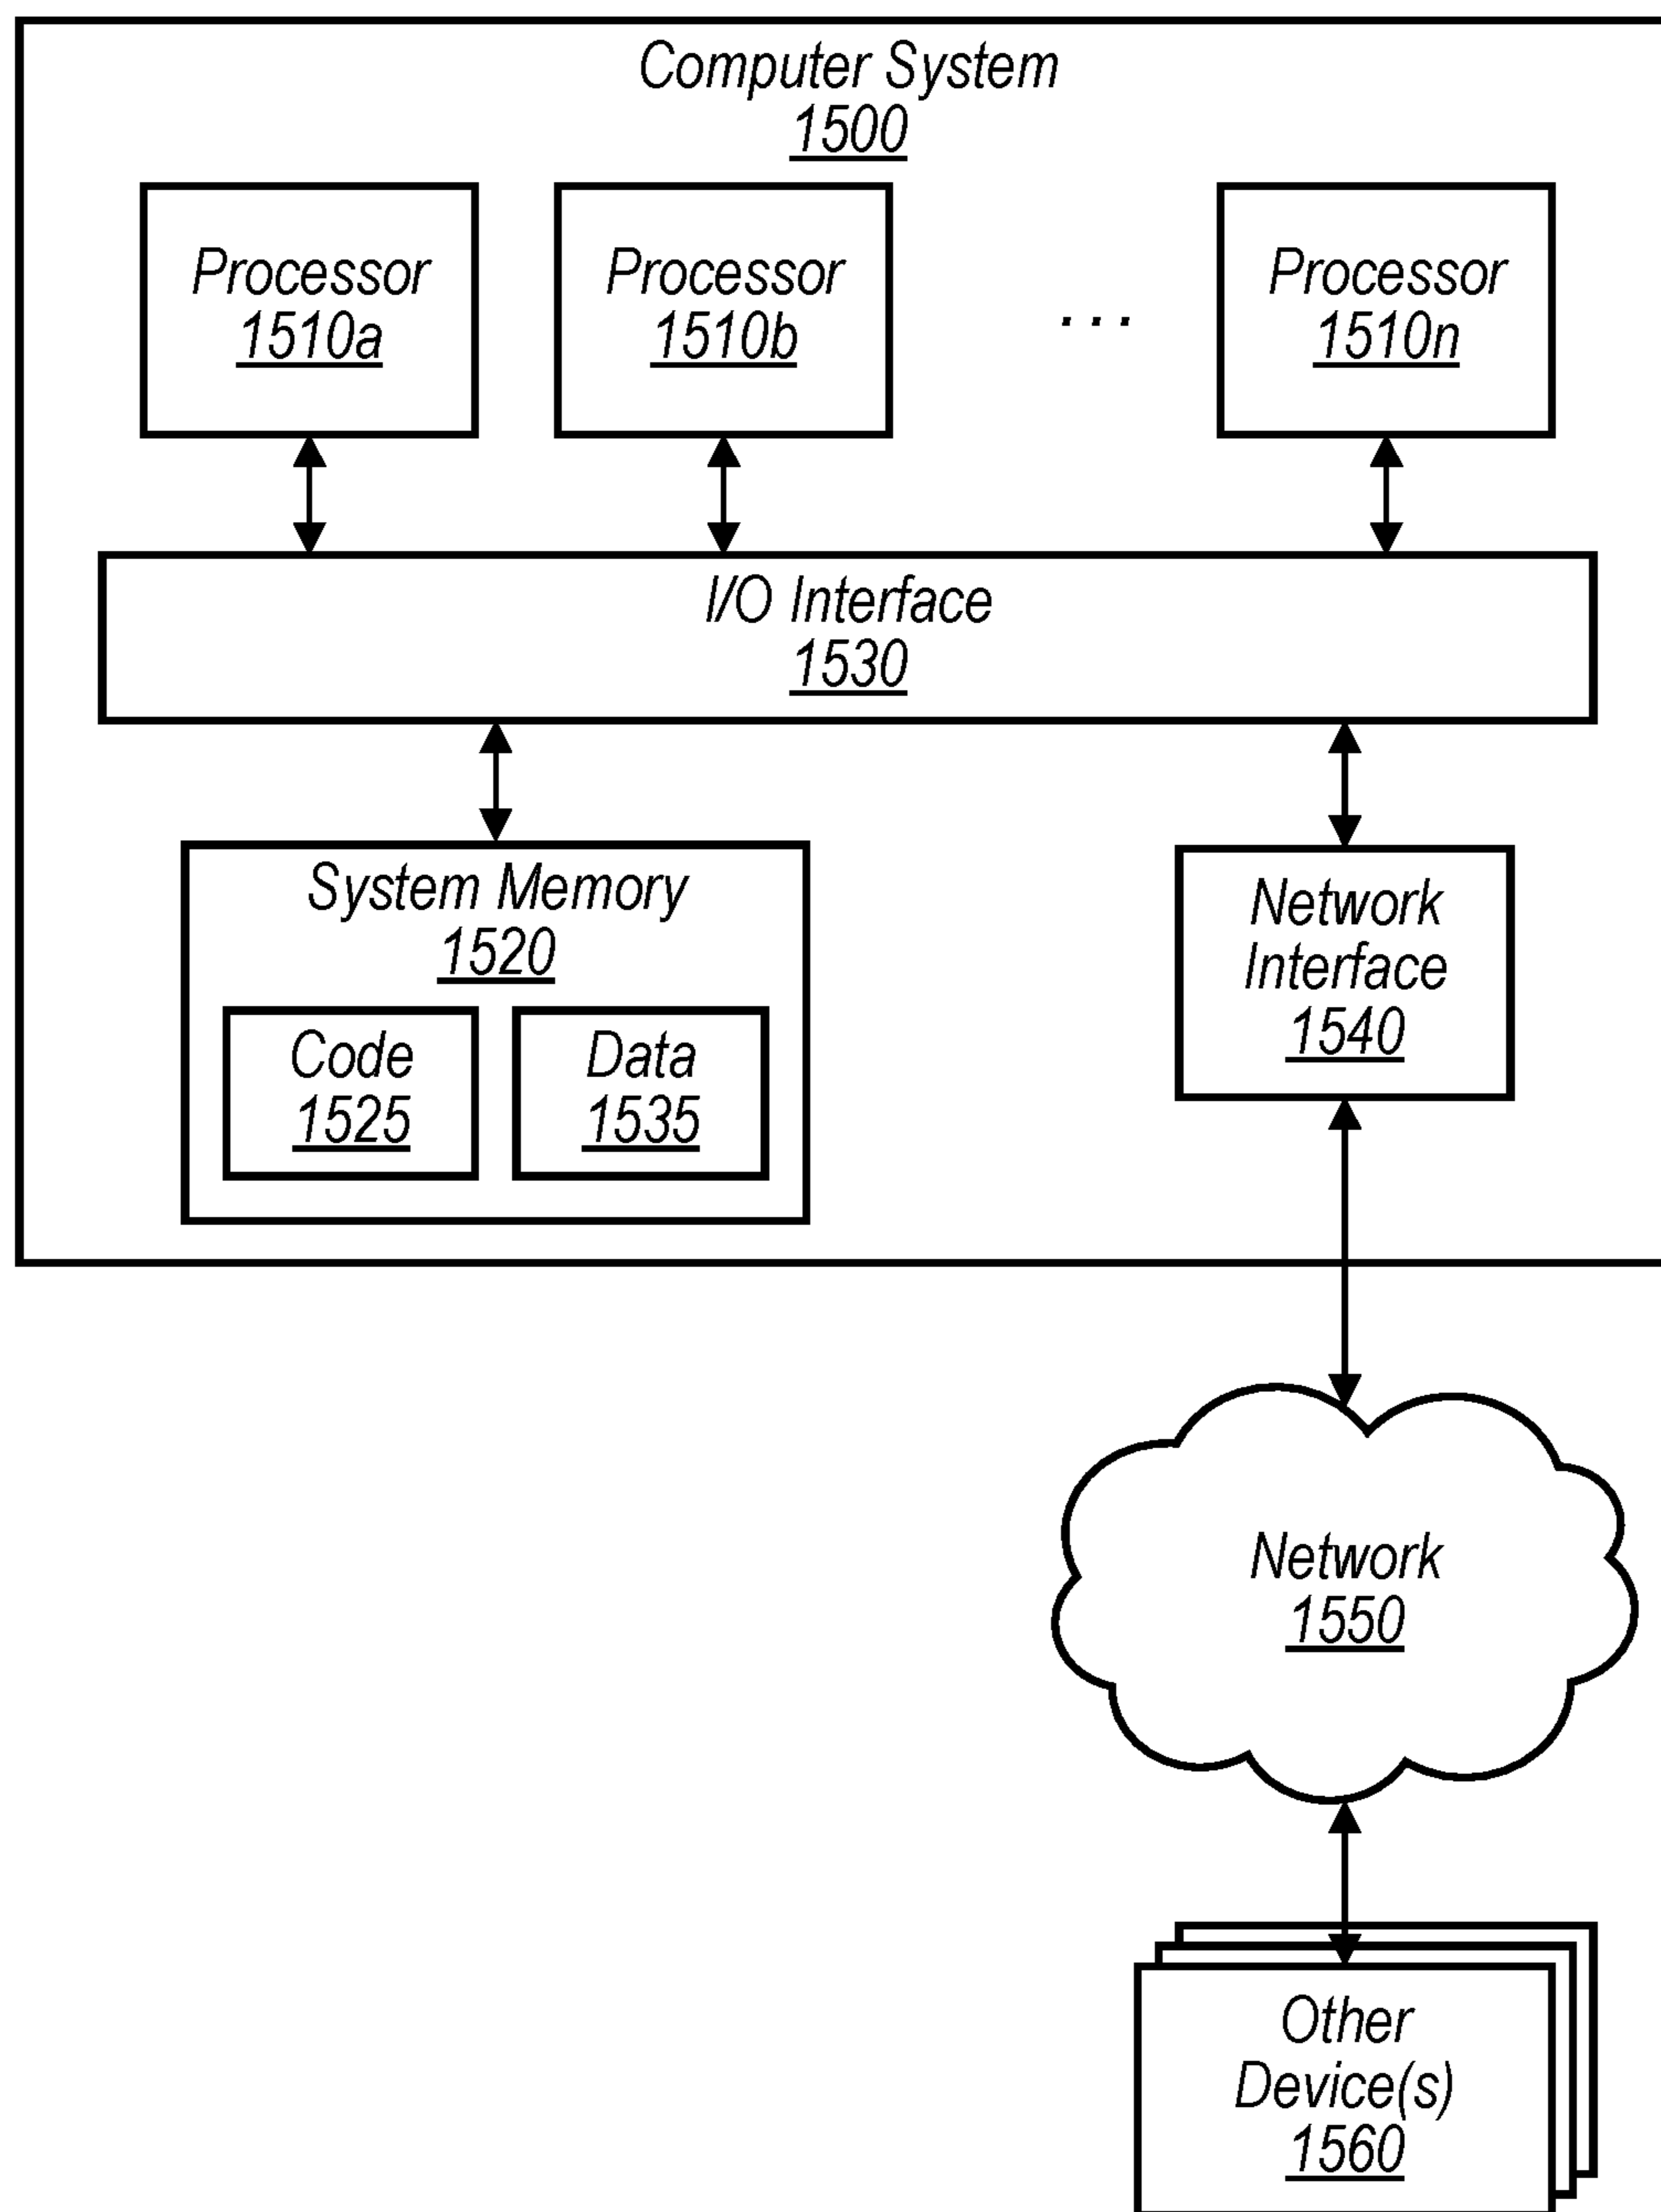 Computer System
1500
Processor
1510a
Processor
1510b
...
Processor
1510n
I/O Interface
1530
System Memory
1520
Code
1525
Data
1535
Network
Interface
1540
Network
1550
Other
Device(s)
1560